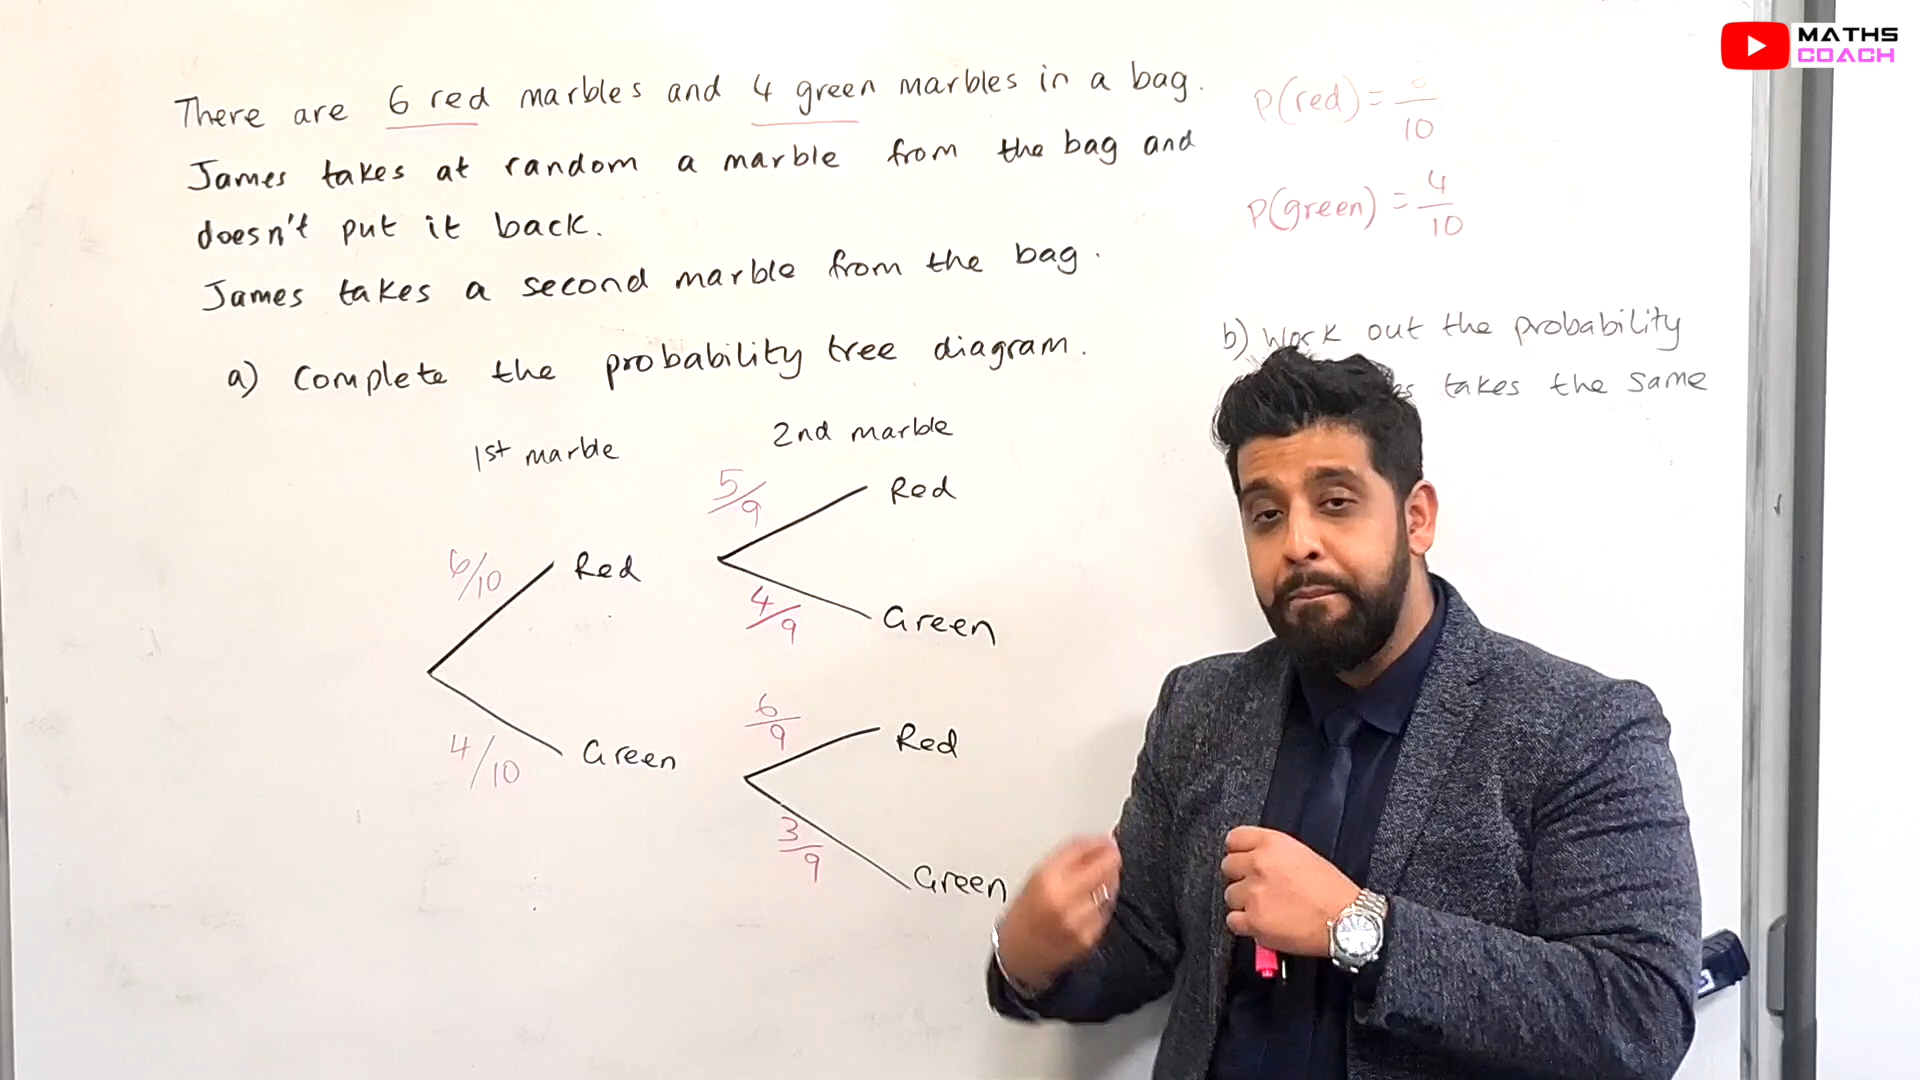 There are 6 red marbles and 4 green marbles in a bag.
James takes at random a marble from the bag and
doesn't put it back.
James takes a second marble from the bag.
a) Complete the probability tree diagram.
1st marble
2nd marble
6/10
Red
4/10
Green
5/9
Red
4/9
Green
6/9
Red
3/9
Green
P(red) = /10
P(green) = 4/10
b) Work out the probability
takes the same
MATHS
COACH